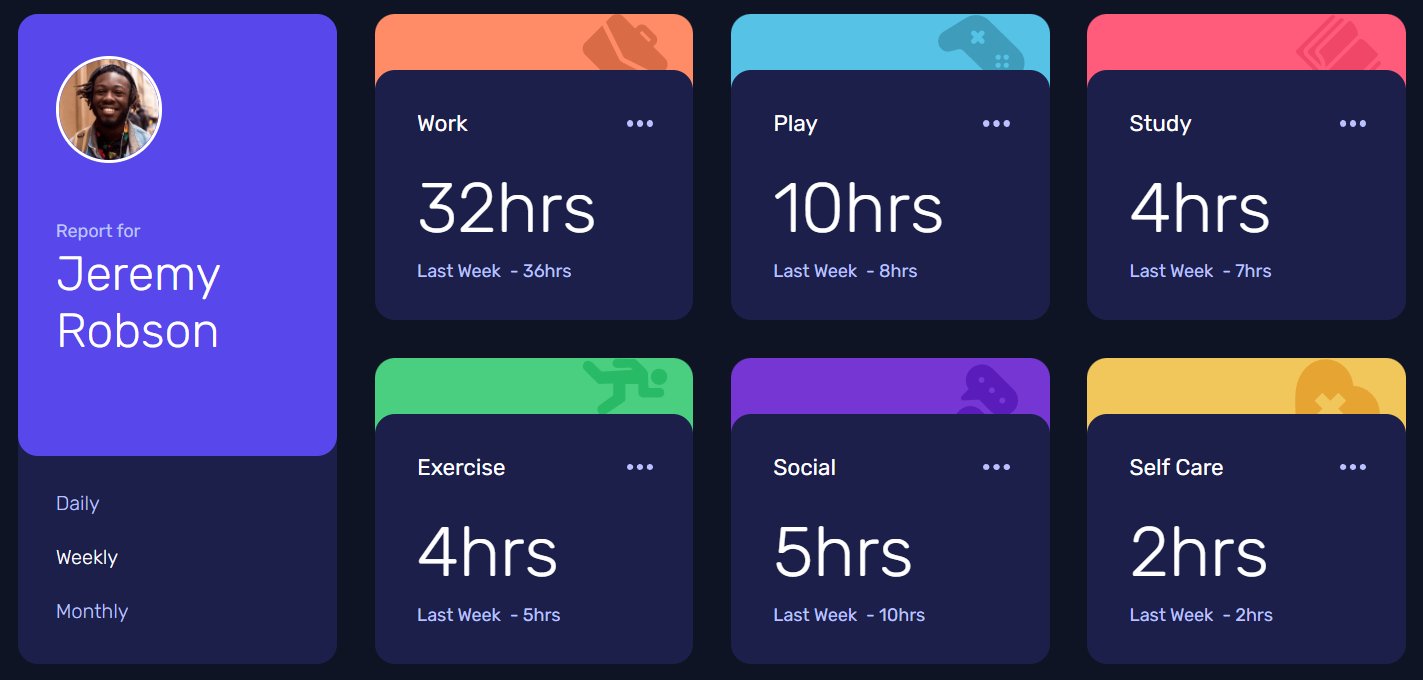 Report for
Jeremy
Robson
Daily
Weekly
Monthly
Work
32hrs
Last Week - 36hrs
Play
10hrs
Last Week - 8hrs
Study
4hrs
Last Week - 7hrs
Exercise
4hrs
Last Week - 5hrs
Social
5hrs
Last Week - 10hrs
Self Care
2hrs
Last Week - 2hrs